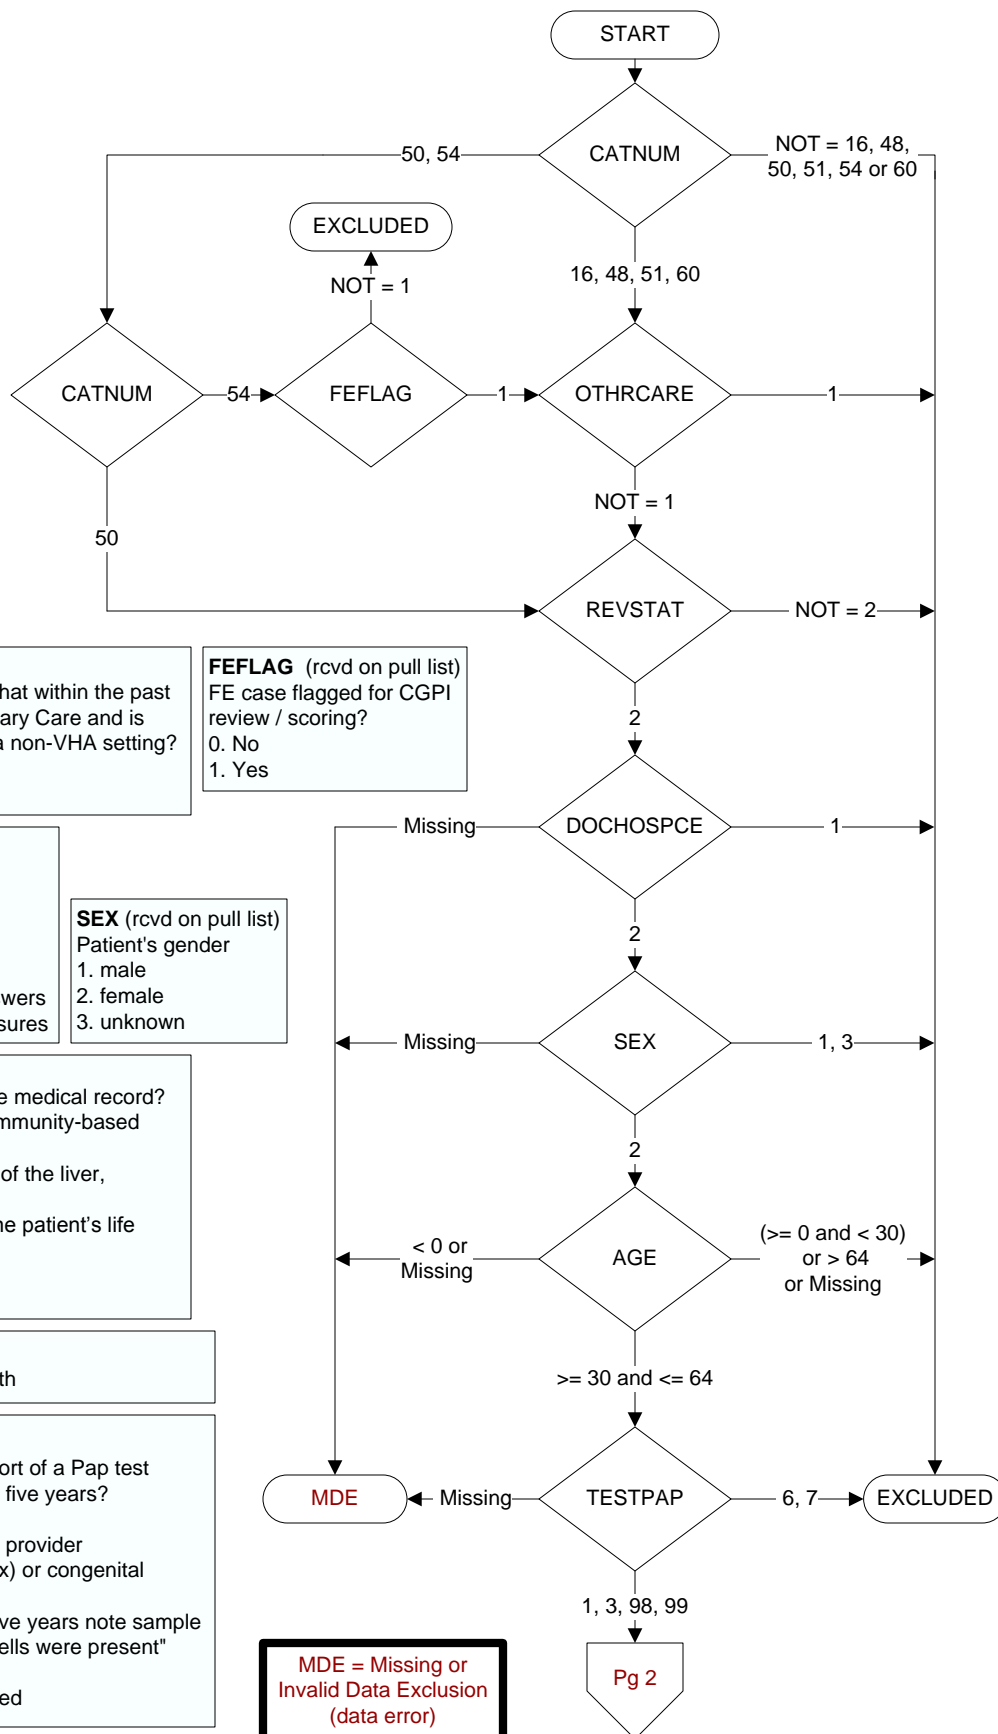 START
CATNUM
50, 54
NOT = 16, 48,
50, 51, 54 or 60
EXCLUDED
NOT = 1
16, 48, 51, 60
CATNUM
54
FEFLAG
1
OTHRCARE
1
NOT = 1
50
REVSTAT
NOT = 2
hat within the past
ary Care and is
a non-VHA setting?
FEFLAG (rcvd on pull list)
FE case flagged for CGPI
review / scoring?
0. No
1. Yes
2
Missing
DOCHOSPCE
1
wers
sures
SEX (rcvd on pull list)
Patient's gender
1. male
2. female
3. unknown
2
Missing
SEX
1, 3
e medical record?
mmunity-based
of the liver,
ne patient's life
2
< 0 or
Missing
AGE
(>= 0 and < 30)
or > 64
or Missing
th
>= 30 and <= 64
ort of a Pap test
five years?
provider
x) or congenital
ve years note sample
ells were present"
ed
MDE
Missing
TESTPAP
6, 7
EXCLUDED
1, 3, 98, 99
MDE = Missing or
Invalid Data Exclusion
(data error)
Pg 2